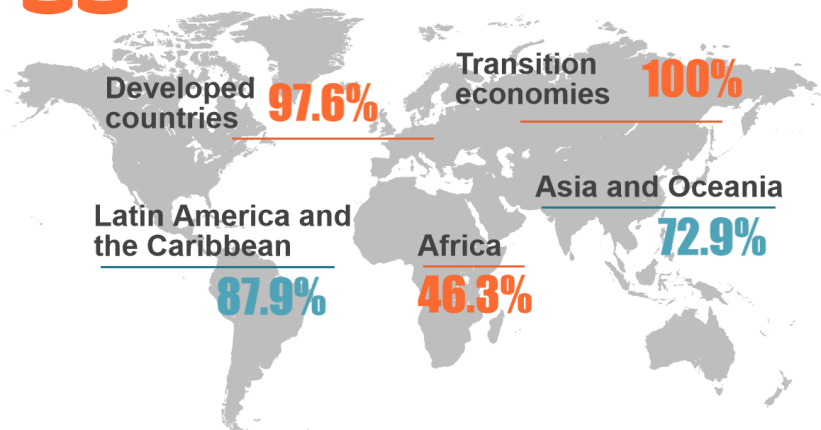 Developed
countries
97.6%
Transition
economies
100%
Asia and Oceania
72.9%
Latin America and
the Caribbean
87.9%
Africa
46.3%